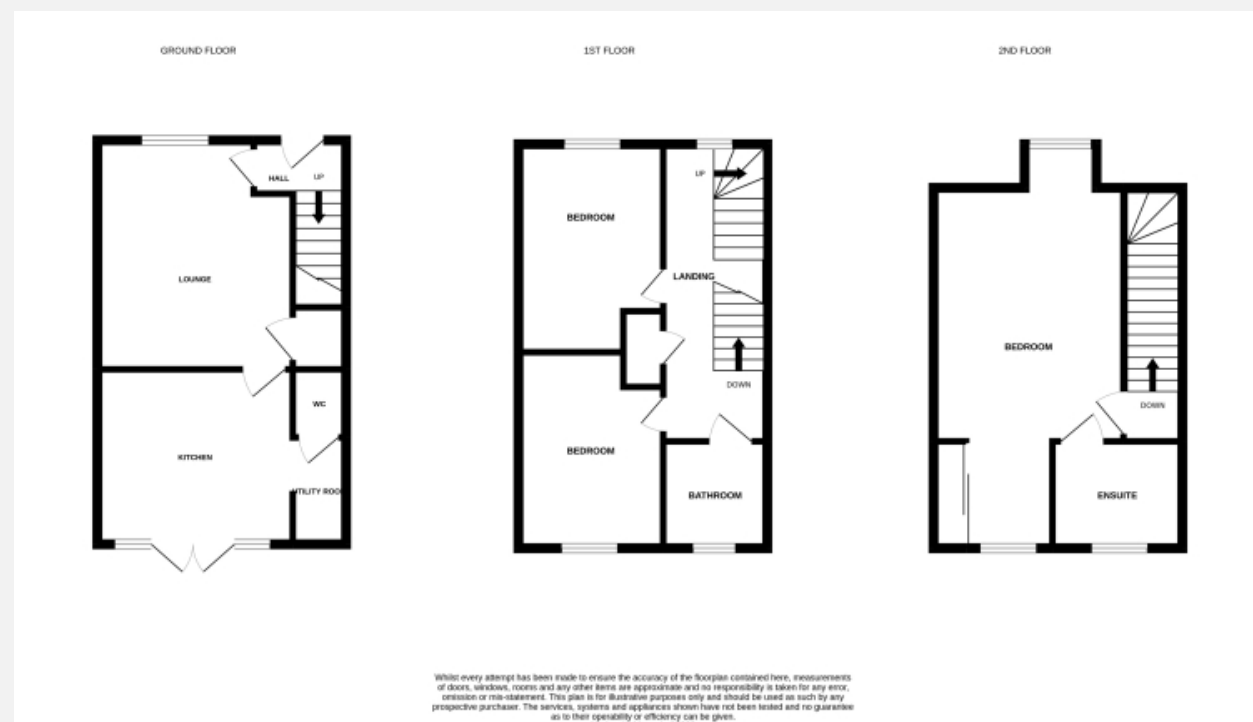 GROUND FLOOR
1ST FLOOR
2ND FLOOR
HALL
UP
LOUNGE
WC
KITCHEN
UTILITY ROO
UP
BEDROOM
LANDING
DOWN
BEDROOM
BATHROOM
BEDROOM
DOWN
ENSUITE
Whilst every attempt has been made to ensure the accuracy of the floorplan contained here, measurements
of doors, windows, rooms and any other items are approximate and no responsibility is taken for any error,
omission or mis-statement. This plan is for illustrative purposes only and should be used as such by any
prospective purchaser. The services, systems and appliances shown have not been tested and no guarantee
as to their operability or efficiency can be given.